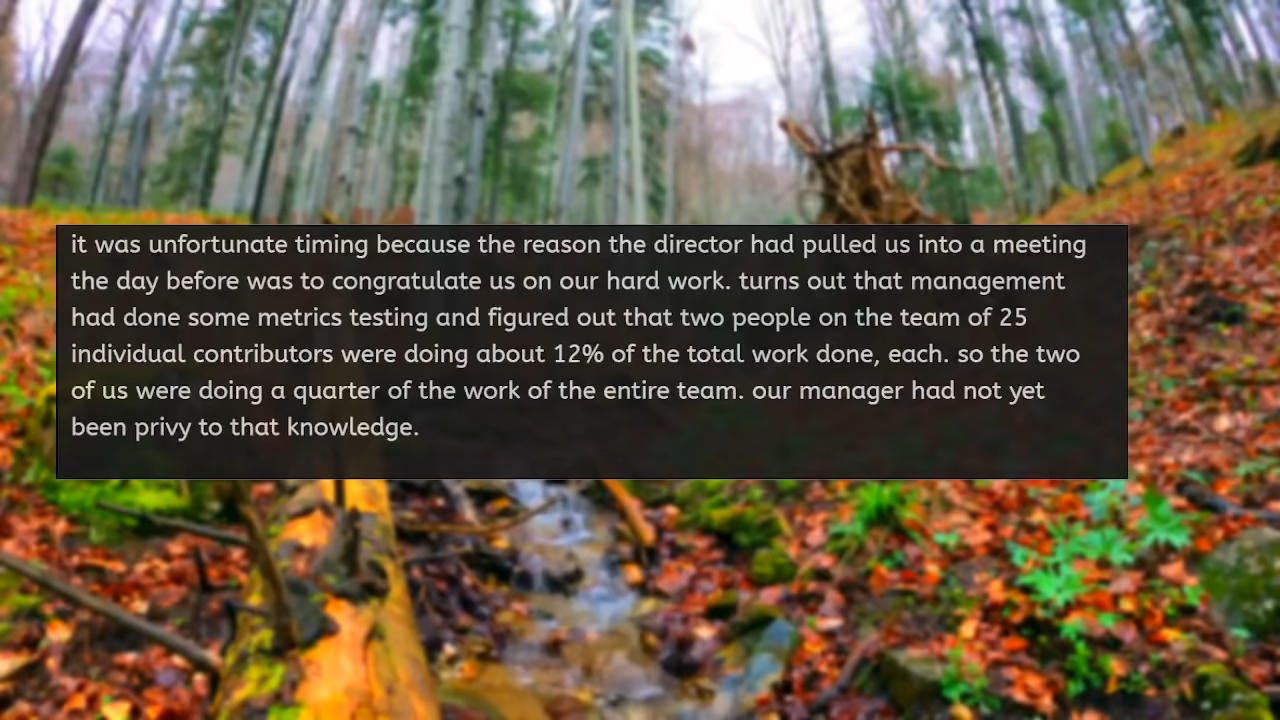 it was unfortunate timing because the reason the director had pulled us into a meeting
the day before was to congratulate us on our hard work. turns out that management
had done some metrics testing and figured out that two people on the team of 25
individual contributors were doing about 12% of the total work done, each. so the two
of us were doing a quarter of the work of the entire team. our manager had not yet
been privy to that knowledge.